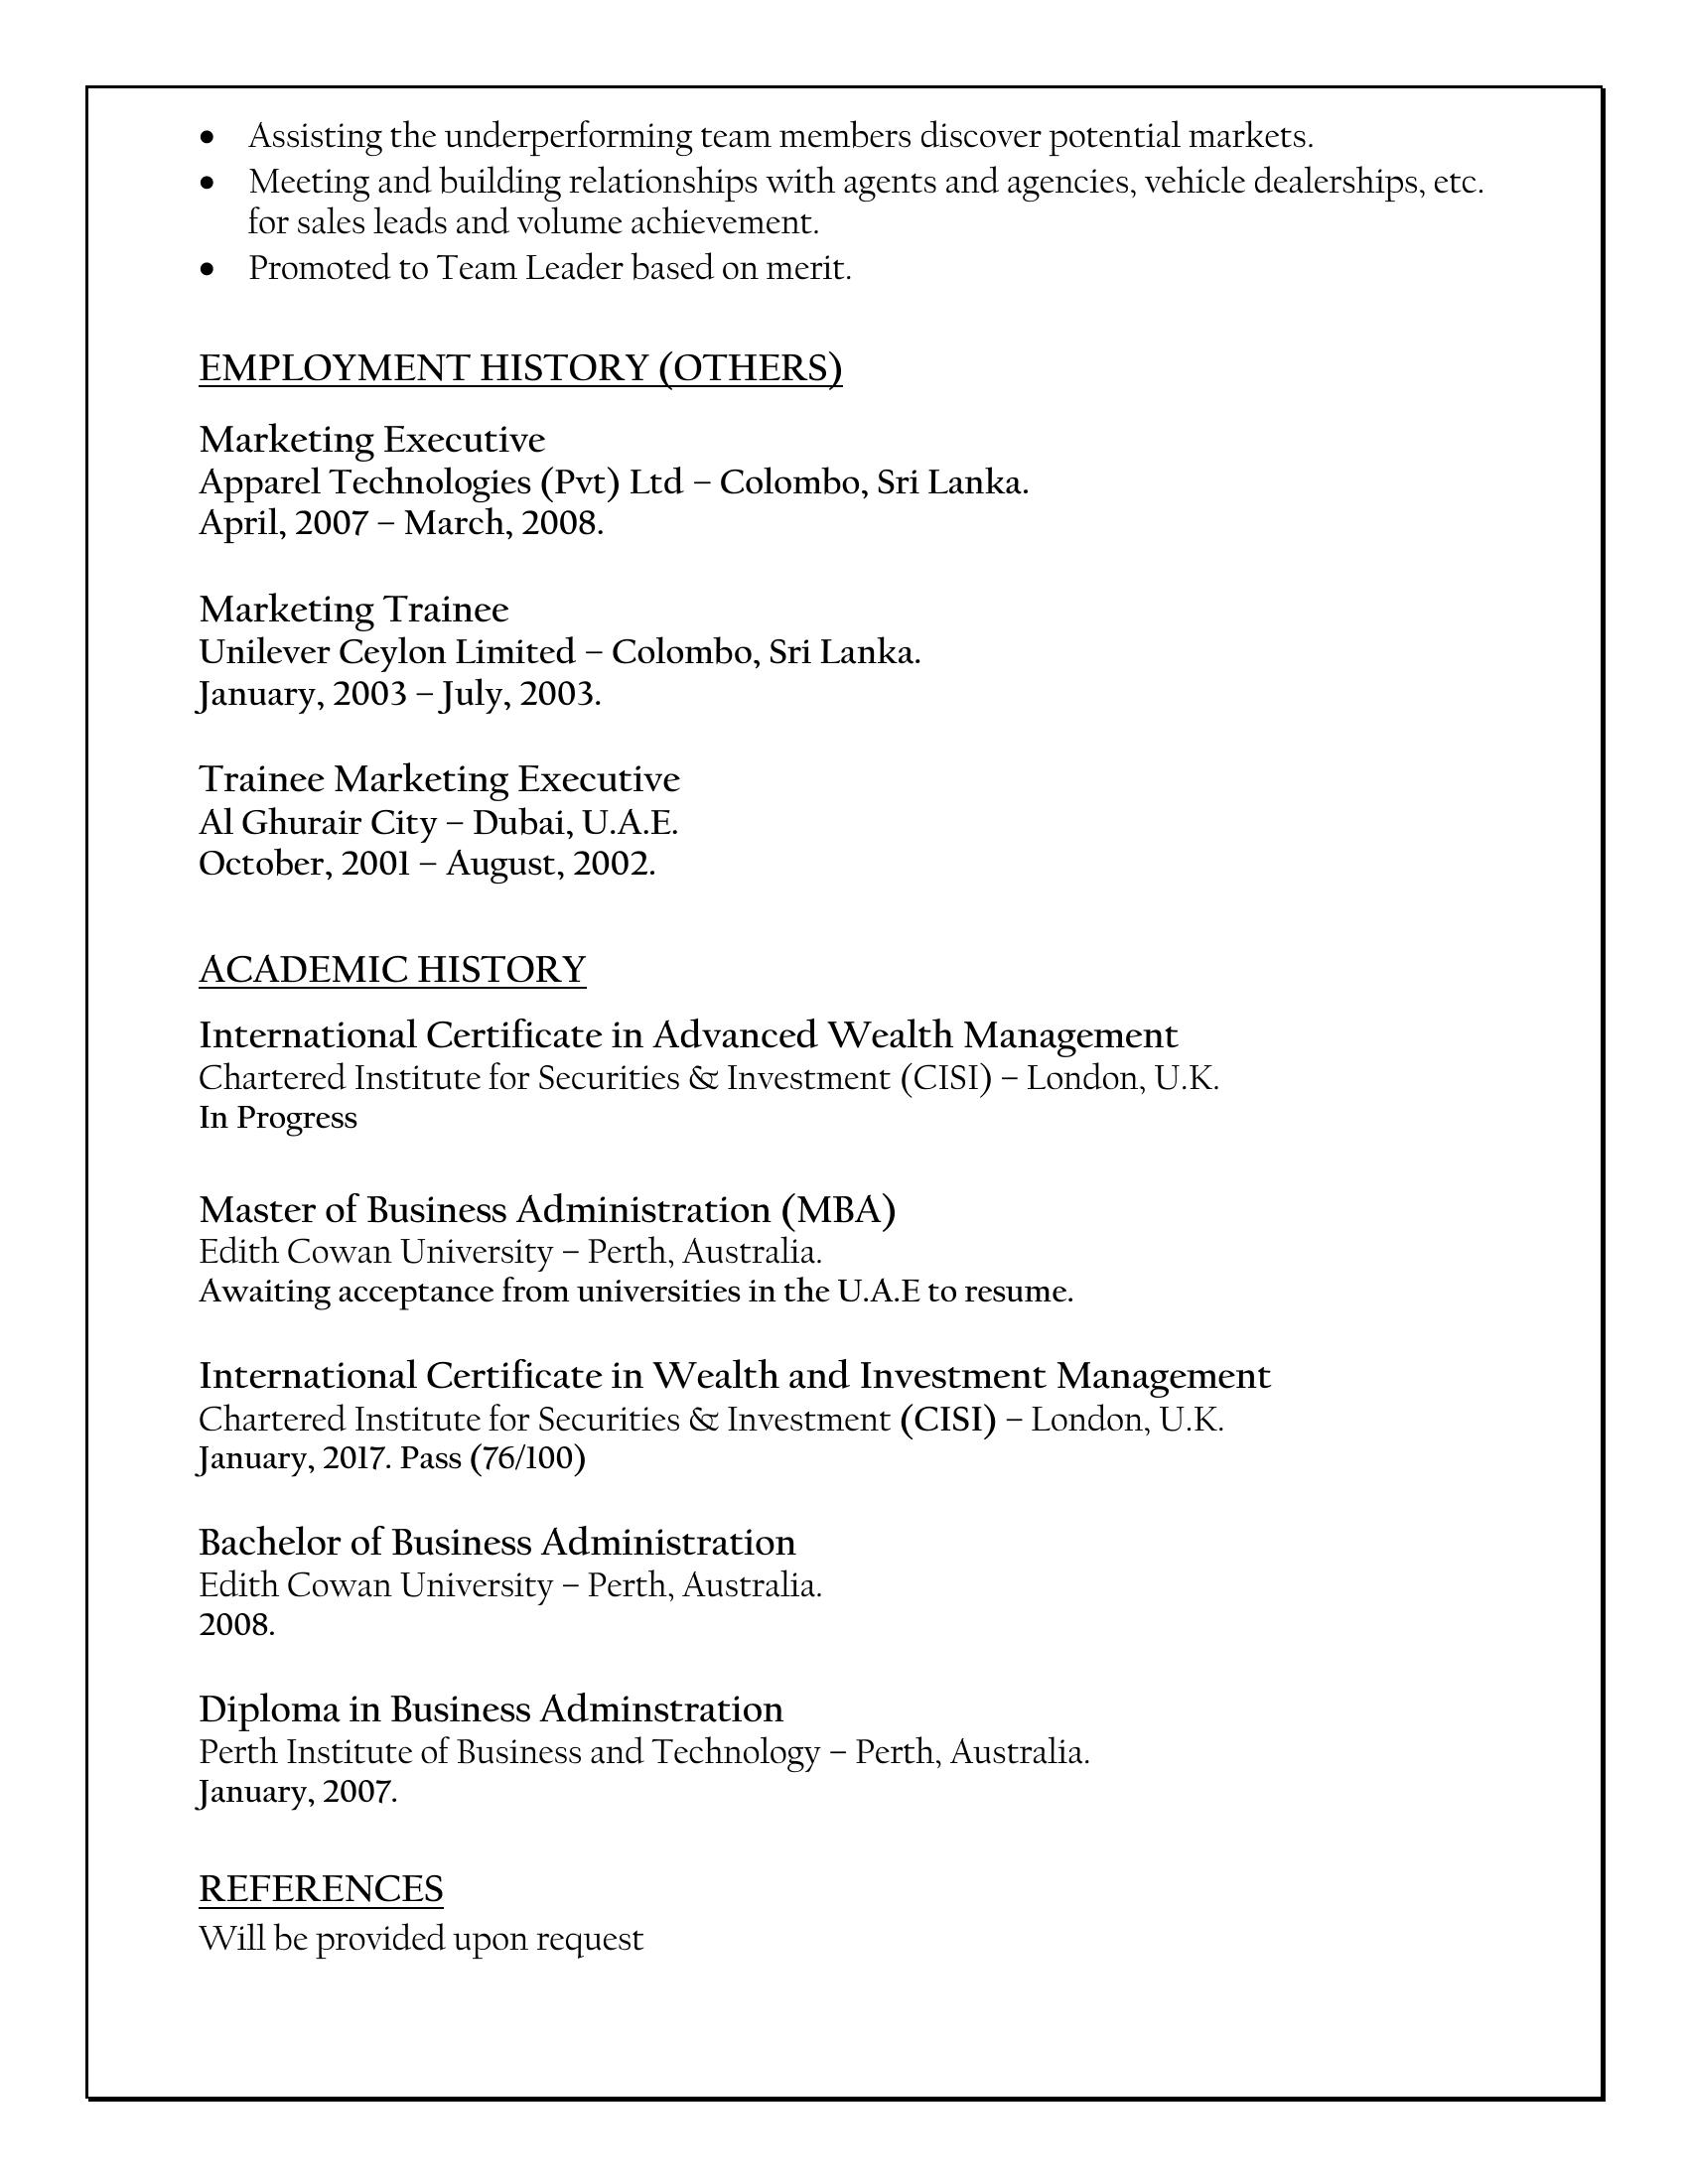 • Assisting the underperforming team members discover potential markets.
• Meeting and building relationships with agents and agencies, vehicle dealerships, etc.
for sales leads and volume achievement.
• Promoted to Team Leader based on merit.
EMPLOYMENT HISTORY (OTHERS)
Marketing Executive
Apparel Technologies (Pvt) Ltd – Colombo, Sri Lanka.
April, 2007 – March, 2008.
Marketing Trainee
Unilever Ceylon Limited – Colombo, Sri Lanka.
January, 2003 – July, 2003.
Trainee Marketing Executive
Al Ghurair City – Dubai, U.A.E.
October, 2001 – August, 2002.
ACADEMIC HISTORY
International Certificate in Advanced Wealth Management
Chartered Institute for Securities & Investment (CISI) – London, U.K.
In Progress
Master of Business Administration (MBA)
Edith Cowan University – Perth, Australia.
Awaiting acceptance from universities in the U.A.E to resume.
International Certificate in Wealth and Investment Management
Chartered Institute for Securities & Investment (CISI) – London, U.K.
January, 2017. Pass (76/100)
Bachelor of Business Administration
Edith Cowan University – Perth, Australia.
2008.
Diploma in Business Adminstration
Perth Institute of Business and Technology – Perth, Australia.
January, 2007.
REFERENCES
Will be provided upon request